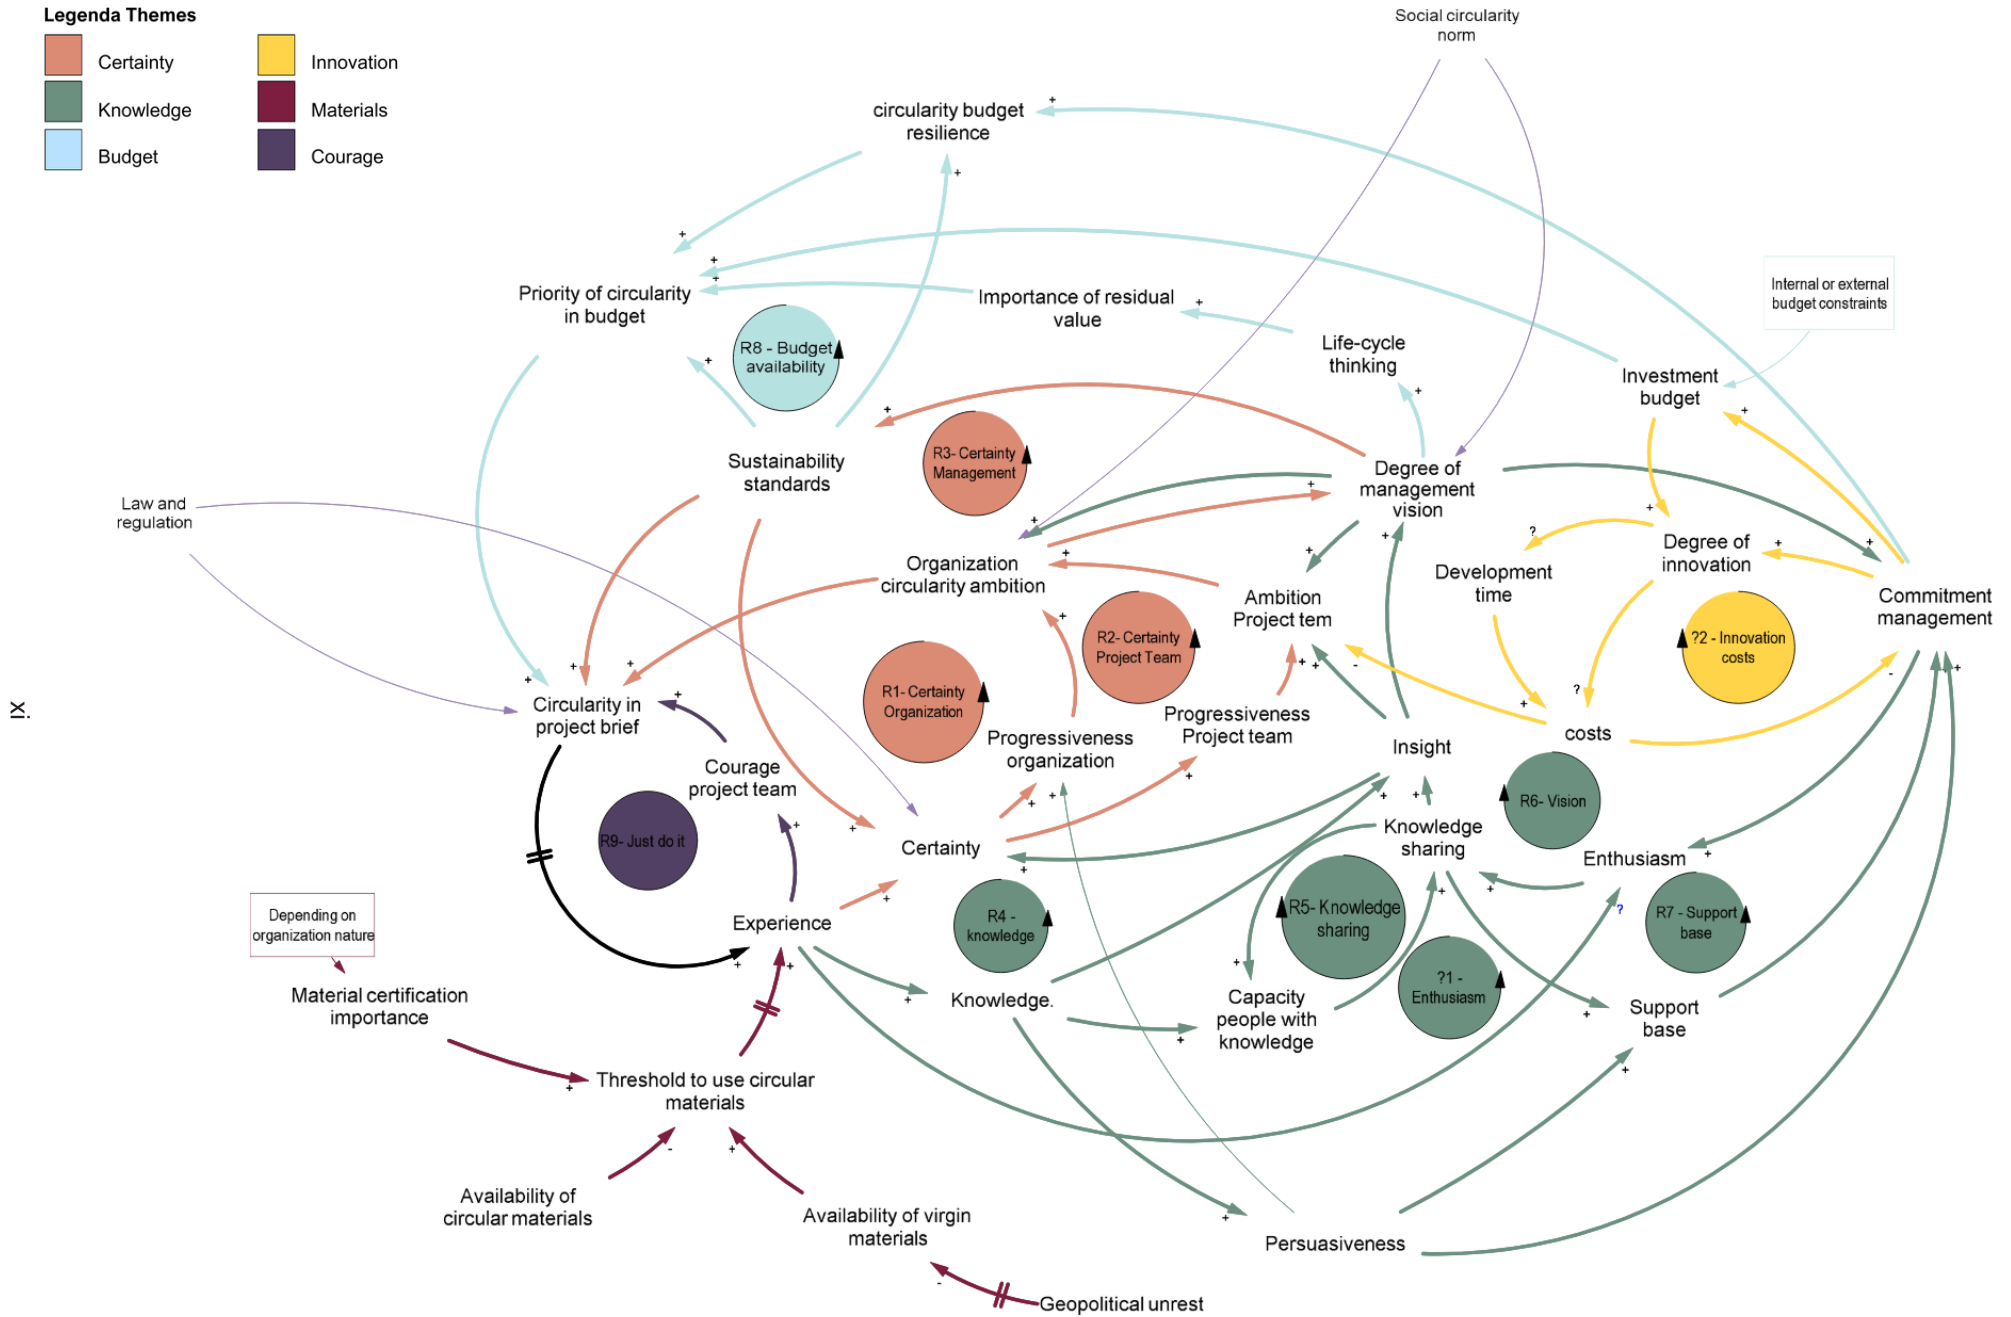 Legenda Themes
Certainty
Innovation
Knowledge
Materials
Budget
Courage
Social circularity
norm
circularity budget
resilience
Internal or external
budget constraints
Priority of circularity
in budget
Importance of residual
value
R8 - Budget
availability
Life-cycle
thinking
Investment
budget
R3- Certainty
Management
Sustainability
standards
Degree of
management
vision
Law and
regulation
Degree of
innovation
Organization
circularity ambition
Development
time
Ambition
Project tem
Commitment
management
R2- Certainty
Project Team
?2 - Innovation
costs
R1- Certainty
Organization
Circularity in
project brief
Progressiveness
Project team
Progressiveness
organization
costs
Insight
Courage
project team
R6- Vision
R9- Just do it
Certainty
Knowledge
sharing
Enthusiasm
Experience
R4 -
knowledge
R5- Knowledge
sharing
R7 - Support
base
Depending on
organization nature
?1 -
Enthusiasm
Material certification
importance
Knowledge.
Capacity
people with
knowledge
Support
base
Threshold to use circular
materials
Availability of
circular materials
Availability of virgin
materials
Persuasiveness
Geopolitical unrest
xi